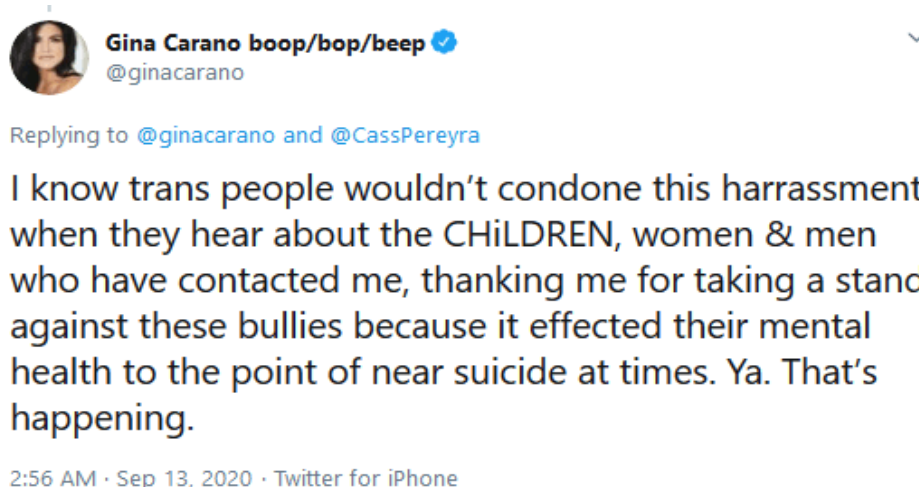 Gina Carano boop/bop/beep
@ginacarano
Replying to @ginacarano and @CassPereyra
I know trans people wouldn't condone this harrassment
when they hear about the CHiLDREN, women & men
who have contacted me, thanking me for taking a stand
against these bullies because it effected their mental
health to the point of near suicide at times. Ya. That's
happening.
2:56 AM · Sep 13, 2020 · Twitter for iPhone